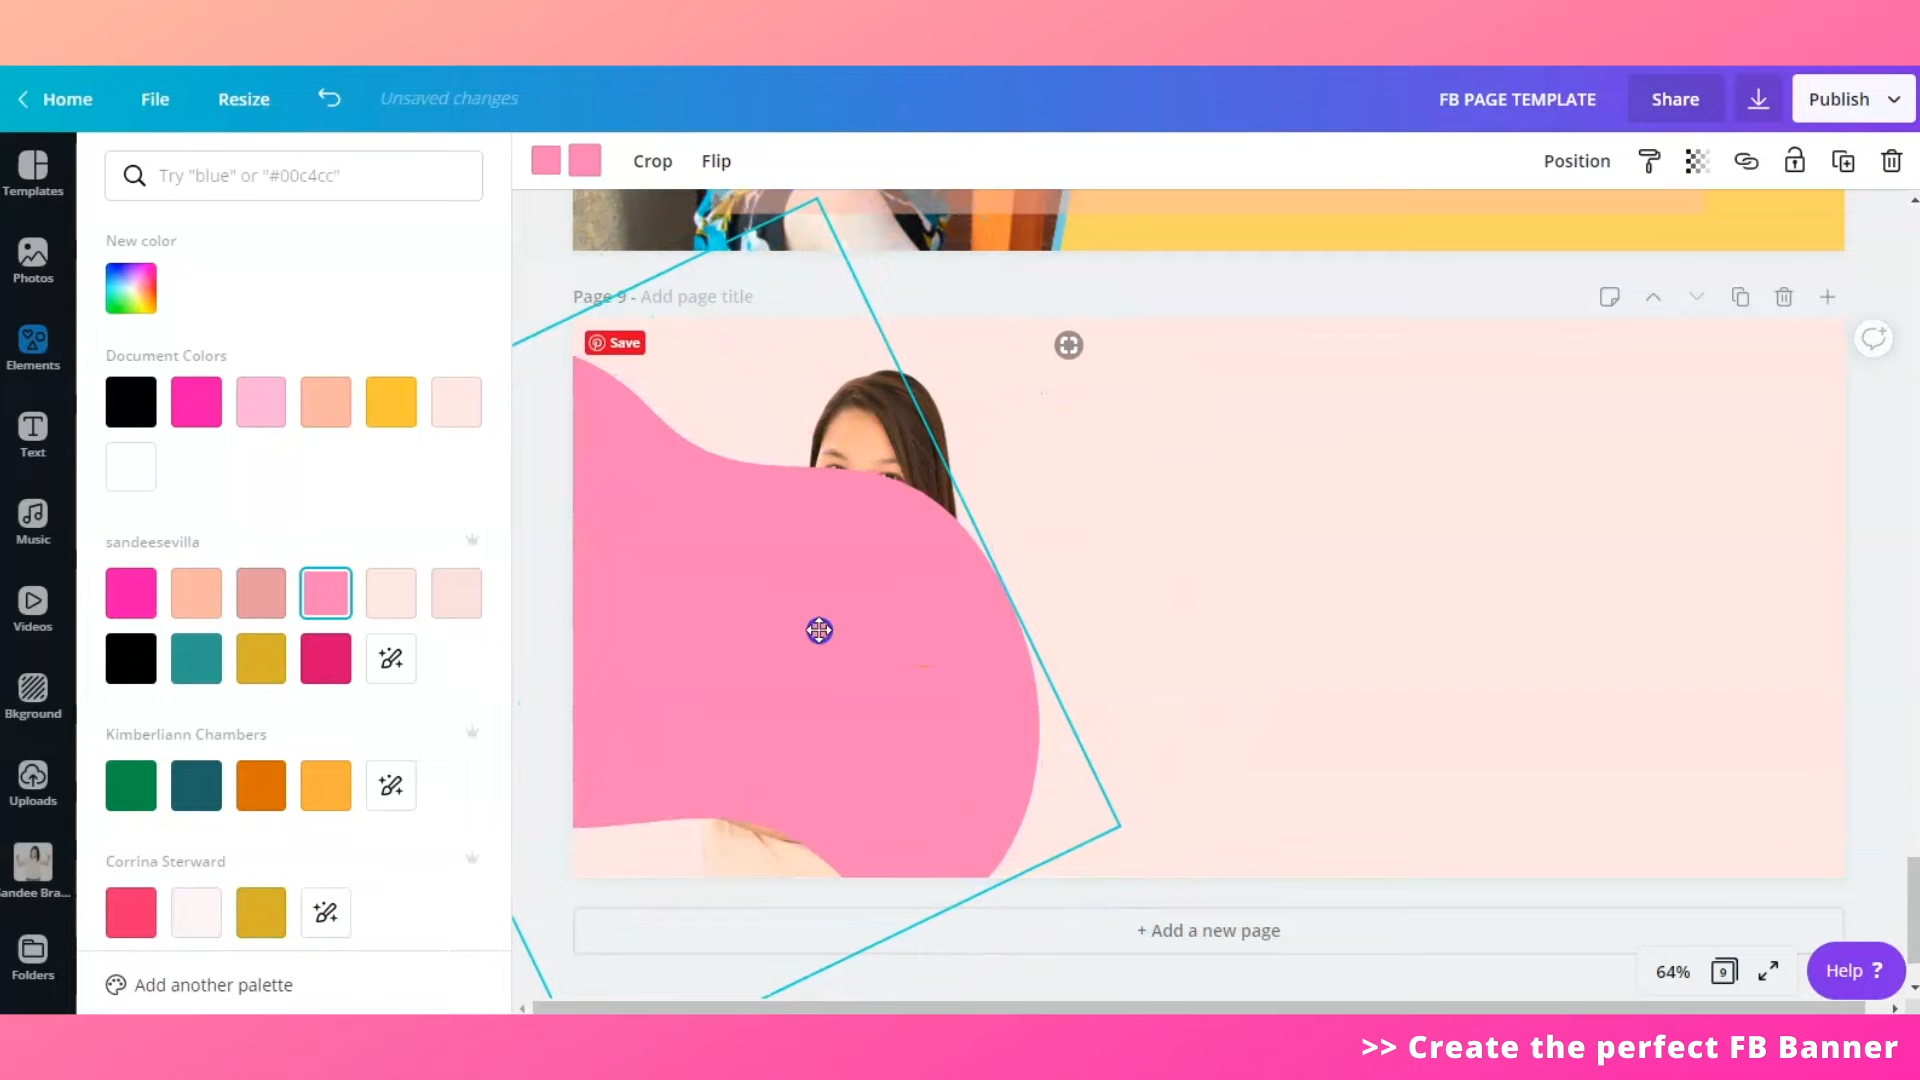 Home
File
Resize
Unsaved changes
FB PAGE TEMPLATE
Share
Publish
Templates
Photos
Elements
Text
Music
Videos
Bkground
Uploads
andee Bra...
Folders
Try "blue" or "#00c4cc"
New color
Document Colors
sandeesevilla
Kimberliann Chambers
Corrina Sterward
Add another palette
Crop
Flip
Position
Page 9 - Add page title
Save
+ Add a new page
64%
9
Help ?
>> Create the perfect FB Banner